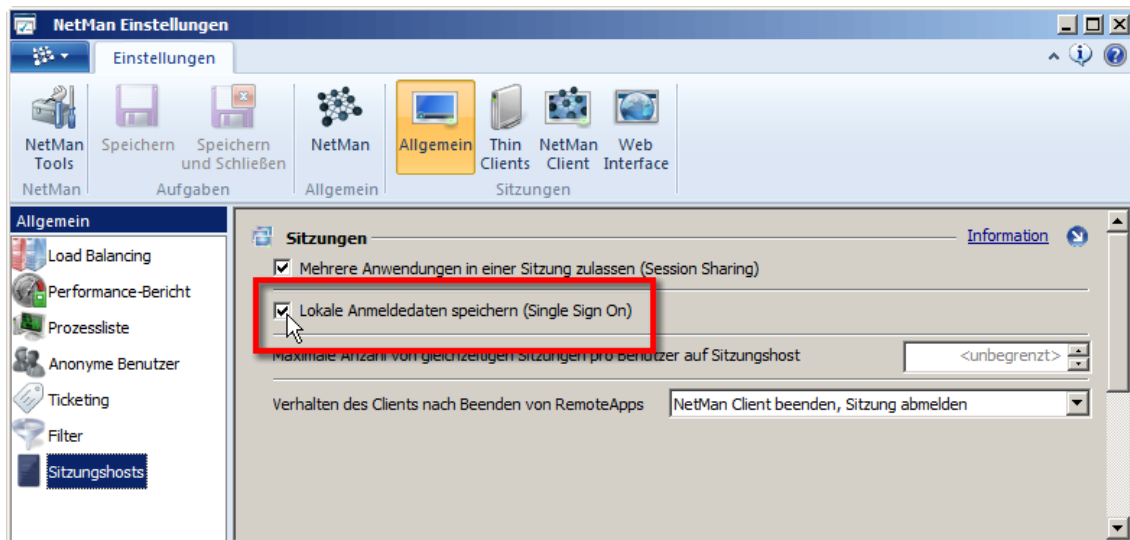 NetMan Einstellungen
Einstellungen
NetMan Tools
Speichern
Speichern und Schließen
NetMan
Allgemein
Thin Clients
NetMan Client
Web Interface
NetMan
Aufgaben
Allgemein
Sitzungen
Allgemein
Load Balancing
Performance-Bericht
Prozessliste
Anonyme Benutzer
Ticketing
Filter
Sitzungshosts
Sitzungen
Information
Mehrere Anwendungen in einer Sitzung zulassen (Session Sharing)
Lokale Anmeldedaten speichern (Single Sign On)
Maximale Anzahl von gleichzeitigen Sitzungen pro Benutzer auf Sitzungshost
<unbegrenzt>
Verhalten des Clients nach Beenden von RemoteApps
NetMan Client beenden, Sitzung abmelden